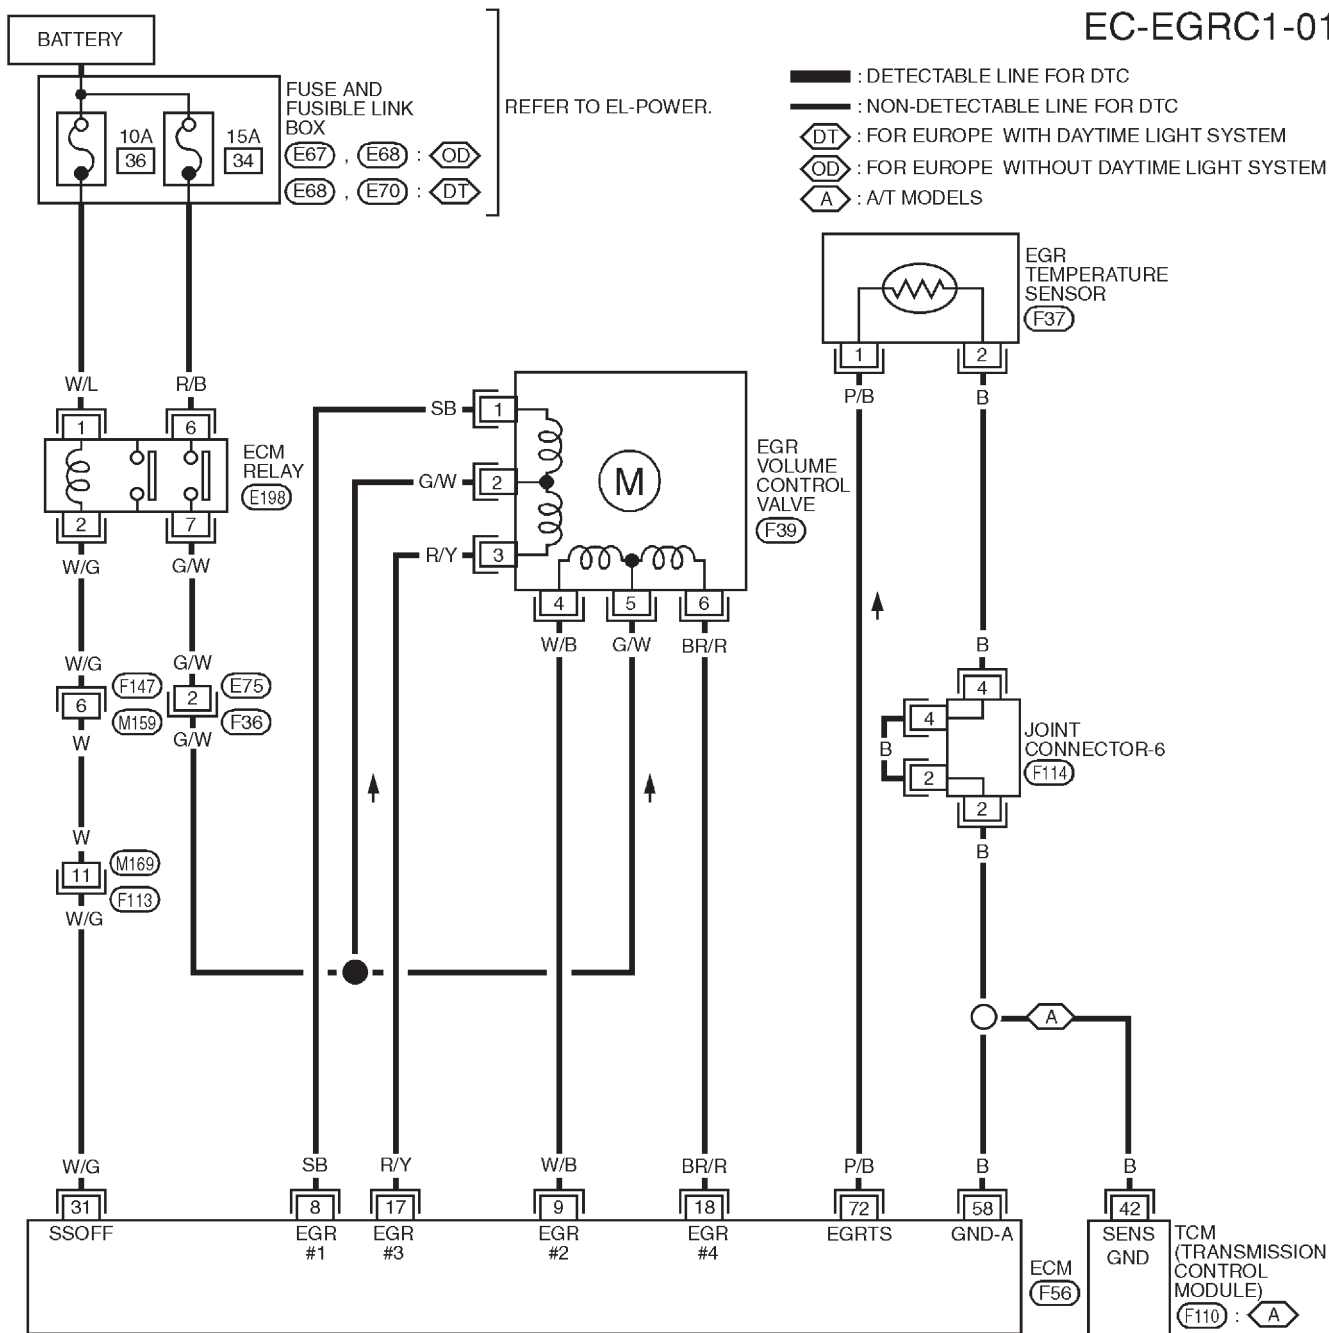 EC-EGRC1-01
BATTERY
FUSE AND
FUSIBLE LINK
BOX
10A
36
15A
34
E67 , E68 : OD
E68 , E70 : DT
REFER TO EL-POWER.
: DETECTABLE LINE FOR DTC
: NON-DETECTABLE LINE FOR DTC
DT : FOR EUROPE WITH DAYTIME LIGHT SYSTEM
OD : FOR EUROPE WITHOUT DAYTIME LIGHT SYSTEM
A : A/T MODELS
EGR
TEMPERATURE
SENSOR
F37
1 2
P/B B
W/L R/B
1 6
ECM
RELAY
E198
2 7
W/G G/W
SB 1
G/W 2
R/Y 3
M
EGR
VOLUME
CONTROL
VALVE
F39
4 5 6
W/B G/W BR/R
W/G G/W
6 F147 2 E75
M159 F36
W G/W
W
11 M169
F113
W/G
B
4
4
B
2
2
B
JOINT
CONNECTOR-6
F114
A
W/G SB R/Y W/B BR/R P/B B B
31 8 17 9 18 72 58 42
SSOFF EGR EGR EGR EGR EGRTS GND-A SENS
#1 #3 #2 #4 GND
ECM
F56
TCM
(TRANSMISSION
CONTROL
MODULE)
F110 : A